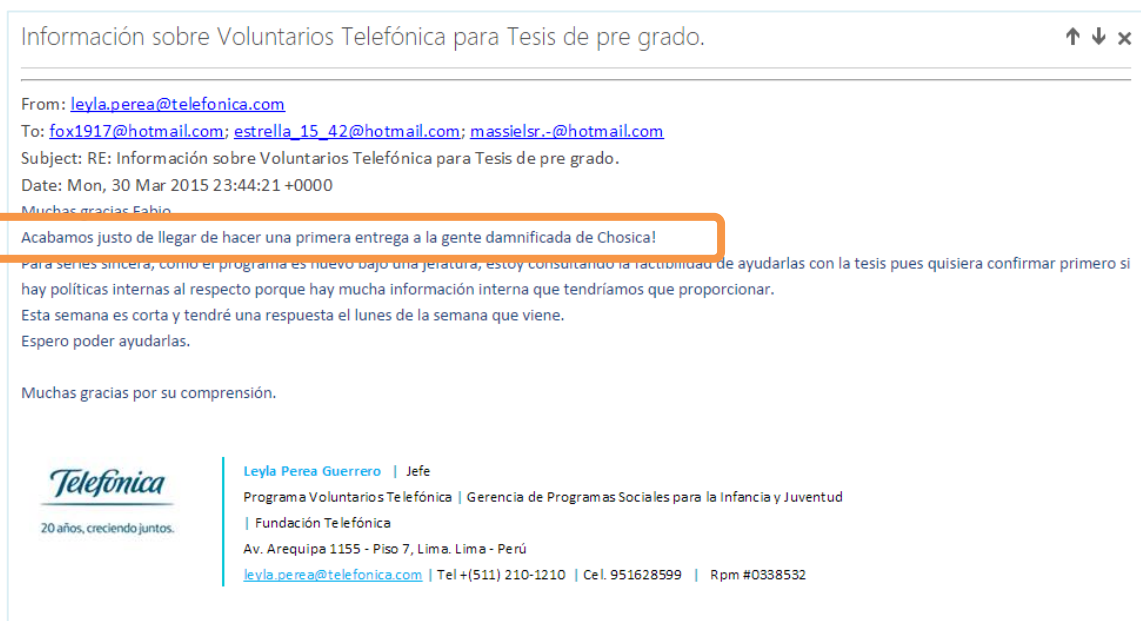 Información sobre Voluntarios Telefónica para Tesis de pre grado.
From: leyla.perea@telefonica.com
To: fox1917@hotmail.com; estrella_15_42@hotmail.com; massielsr.-@hotmail.com
Subject: RE: Información sobre Voluntarios Telefónica para Tesis de pre grado.
Date: Mon, 30 Mar 2015 23:44:21 +0000
Muchas gracias Fabio
Acabamos justo de llegar de hacer una primera entrega a la gente damnificada de Chosica!
Para serles sincera, como el programa es nuevo bajo una jefatura, estoy consultando la factibilidad de ayudarlas con la tesis pues quisiera confirmar primero si
hay políticas internas al respecto porque hay mucha información interna que tendríamos que proporcionar.
Esta semana es corta y tendré una respuesta el lunes de la semana que viene.
Espero poder ayudarlas.
Muchas gracias por su comprensión.
Telefónica
20 años, creciendo juntos.
Leyla Perea Guerrero | Jefe
Programa Voluntarios Telefónica | Gerencia de Programas Sociales para la Infancia y Juventud
| Fundación Telefónica
Av. Arequipa 1155 - Piso 7, Lima. Lima - Perú
leyla.perea@telefonica.com | Tel +(511) 210-1210 | Cel. 951628599 | Rpm #0338532